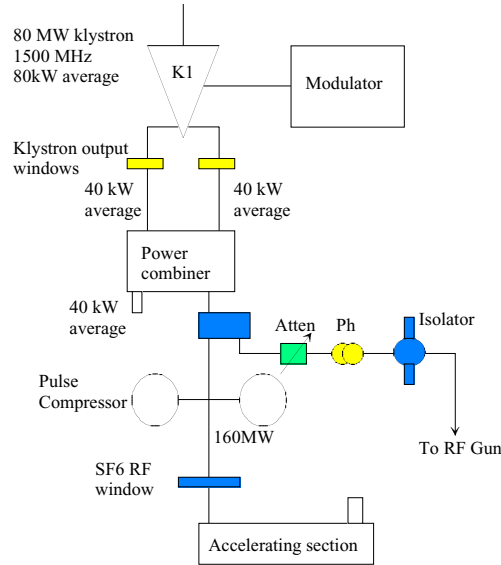 80 MW klystron
1500 MHz
80kW average
K1
Modulator
Klystron output
windows
40 kW
average
40 kW
average
Power
combiner
40 kW
average
Atten
Ph
Isolator
Pulse
Compressor
160MW
To RF Gun
SF6 RF
window
Accelerating section